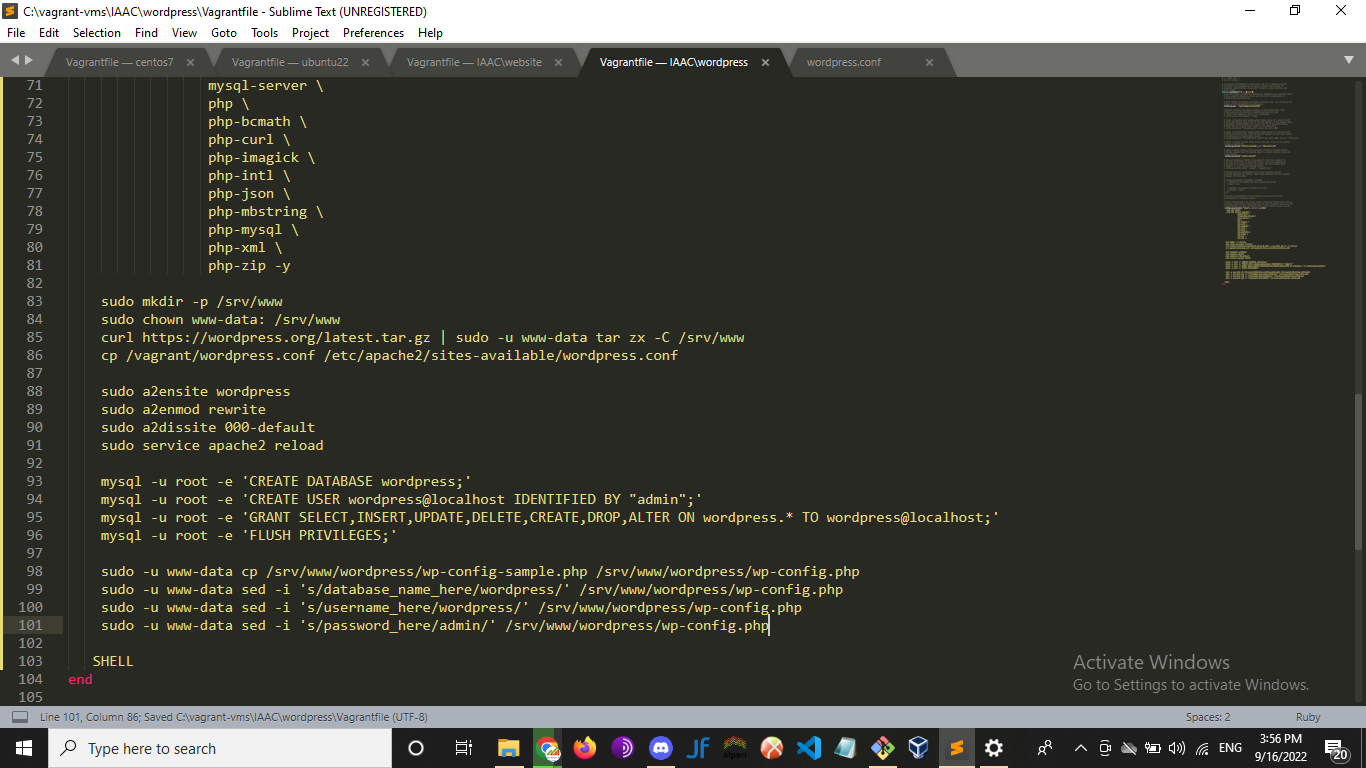 C:\vagrant-vms\IAAC\wordpress\Vagrantfile - Sublime Text (UNREGISTERED)
File Edit Selection Find View Goto Tools Project Preferences Help
Vagrantfile — centos7 × Vagrantfile — ubuntu22 × Vagrantfile — IAAC\website × Vagrantfile — IAAC\wordpress × wordpress.conf ×
71 mysql-server \
72 php \
73 php-bcmath \
74 php-curl \
75 php-imagick \
76 php-intl \
77 php-json \
78 php-mbstring \
79 php-mysql \
80 php-xml \
81 php-zip -y
82
83 sudo mkdir -p /srv/www
84 sudo chown www-data: /srv/www
85 curl https://wordpress.org/latest.tar.gz | sudo -u www-data tar zx -C /srv/www
86 cp /vagrant/wordpress.conf /etc/apache2/sites-available/wordpress.conf
87
88 sudo a2ensite wordpress
89 sudo a2enmod rewrite
90 sudo a2dissite 000-default
91 sudo service apache2 reload
92
93 mysql -u root -e 'CREATE DATABASE wordpress;'
94 mysql -u root -e 'CREATE USER wordpress@localhost IDENTIFIED BY "admin";'
95 mysql -u root -e 'GRANT SELECT,INSERT,UPDATE,DELETE,CREATE,DROP,ALTER ON wordpress.* TO wordpress@localhost;'
96 mysql -u root -e 'FLUSH PRIVILEGES;'
97
98 sudo -u www-data cp /srv/www/wordpress/wp-config-sample.php /srv/www/wordpress/wp-config.php
99 sudo -u www-data sed -i 's/database_name_here/wordpress/' /srv/www/wordpress/wp-config.php
100 sudo -u www-data sed -i 's/username_here/wordpress/' /srv/www/wordpress/wp-config.php
101 sudo -u www-data sed -i 's/password_here/admin/' /srv/www/wordpress/wp-config.php
102
103 SHELL
104 end
105
Activate Windows
Go to Settings to activate Windows.
Line 101, Column 86; Saved C:\vagrant-vms\IAAC\wordpress\Vagrantfile (UTF-8) Spaces: 2 Ruby
Type here to search
JF
alpari
ENG
3:56 PM
9/16/2022
20